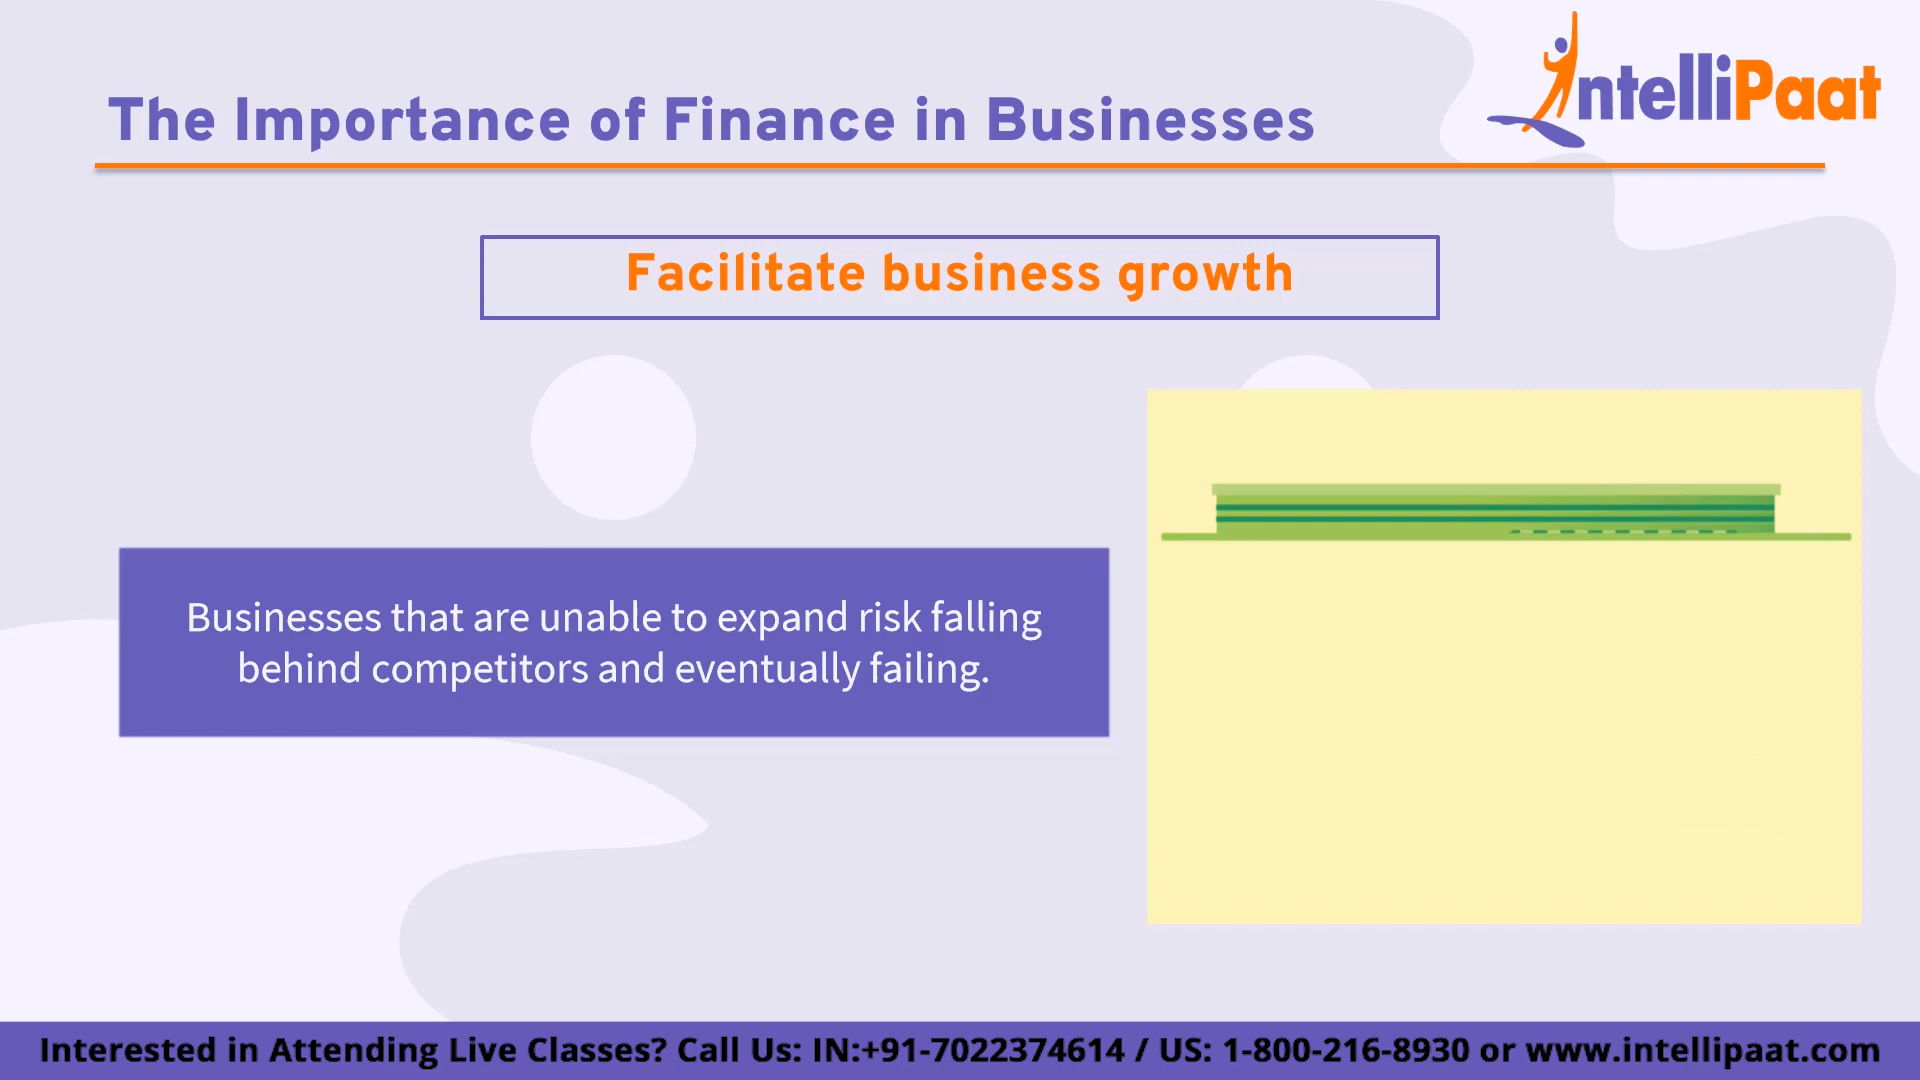 The Importance of Finance in Businesses
IntelliPaat
Facilitate business growth
Businesses that are unable to expand risk falling
behind competitors and eventually failing.
Interested in Attending Live Classes? Call Us: IN:+91-7022374614 / US: 1-800-216-8930 or www.intellipaat.com